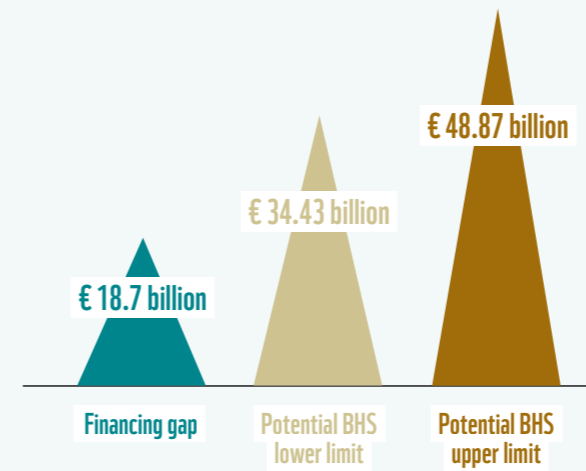 € 48.87 billion
€ 34.43 billion
€ 18.7 billion
Financing gap
Potential BHS
lower limit
Potential BHS
upper limit